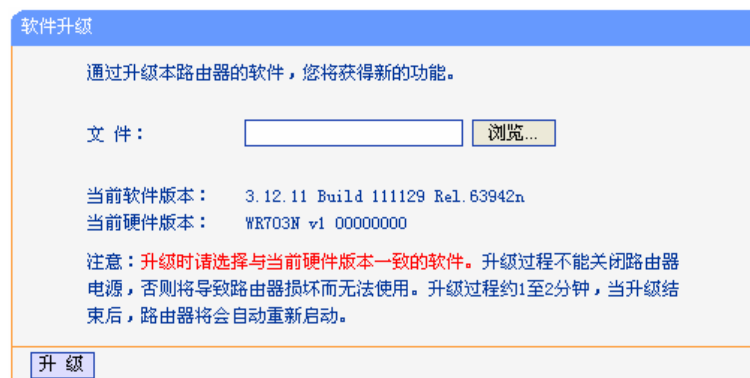 软件升级
通过升级本路由器的软件，您将获得新的功能。
文 件：
浏览...
当前软件版本： 3.12.11 Build 111129 Rel.63942n
当前硬件版本： WR703N v1 00000000
注意：升级时请选择与当前硬件版本一致的软件。升级过程不能关闭路由器
电源，否则将导致路由器损坏而无法使用。升级过程约1至2分钟，当升级结
束后，路由器将会自动重新启动。
升 级